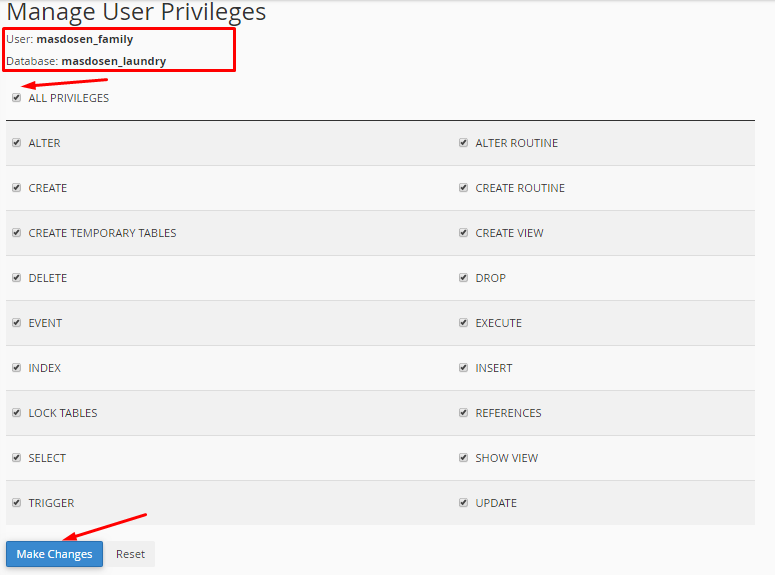 Manage User Privileges
User: masdosen_family
Database: masdosen_laundry
ALL PRIVILEGES
ALTER
ALTER ROUTINE
CREATE
CREATE ROUTINE
CREATE TEMPORARY TABLES
CREATE VIEW
DELETE
DROP
EVENT
EXECUTE
INDEX
INSERT
LOCK TABLES
REFERENCES
SELECT
SHOW VIEW
TRIGGER
UPDATE
Make Changes
Reset